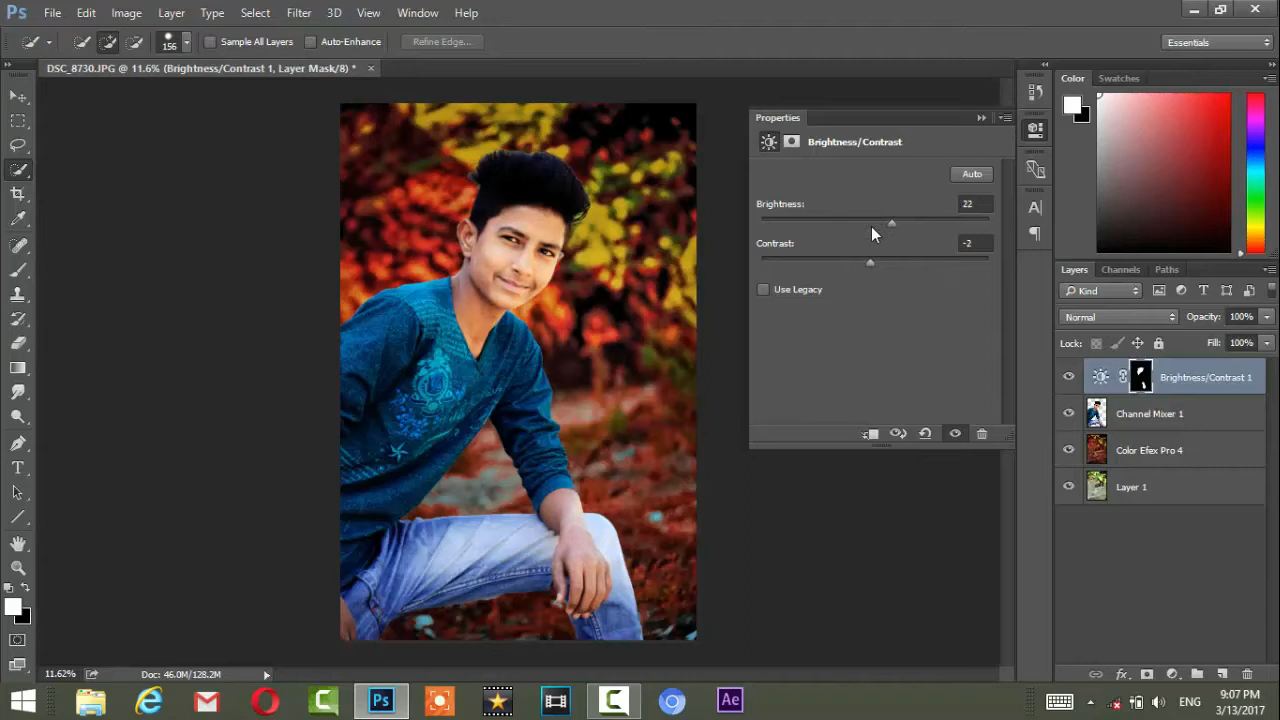 Ps File Edit Image Layer Type Select Filter 3D View Window Help
156 Sample All Layers Auto-Enhance Refine Edge... Essentials
DSC_8730.JPG @ 11.6% (Brightness/Contrast 1, Layer Mask/8) * ×
Properties
Brightness/Contrast
Auto
Brightness: 22
Contrast: -2
Use Legacy
Color Swatches
Layers Channels Paths
Kind
Normal Opacity: 100%
Lock: Fill: 100%
Brightness/Contrast 1
Channel Mixer 1
Color Efex Pro 4
Layer 1
11.62% Doc: 46.0M/128.2M
Ps Ae ENG 9:07 PM
3/13/2017